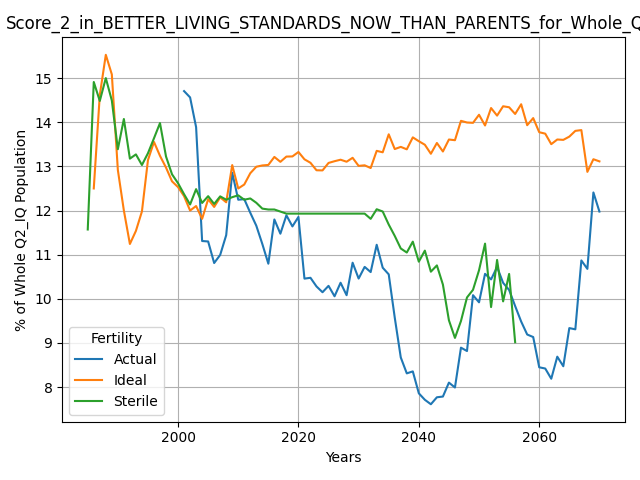 Score_2_in_BETTER_LIVING_STANDARDS_NOW_THAN_PARENTS_for_Whole_Q
15
14
13
12
11
10
9
8
% of Whole Q2_IQ Population
Fertility
Actual
Ideal
Sterile
2000 2020 2040 2060
Years